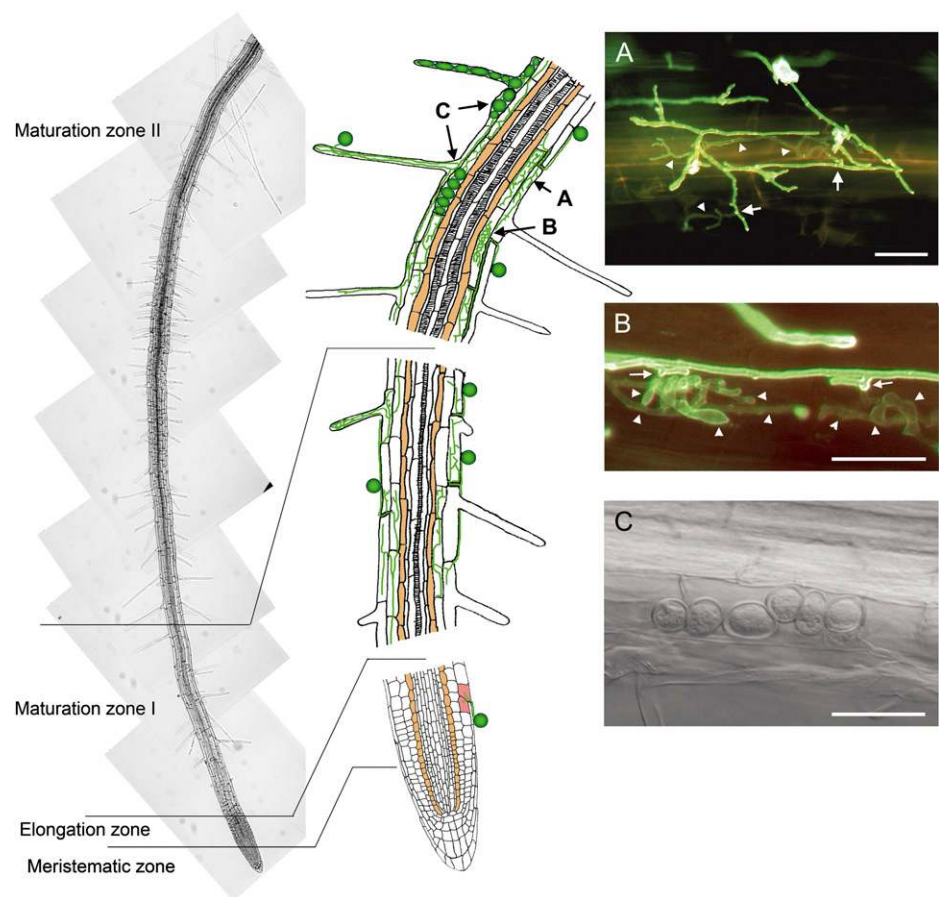 Maturation zone II
Maturation zone I
Elongation zone
Meristematic zone
C
A
B
A
B
C